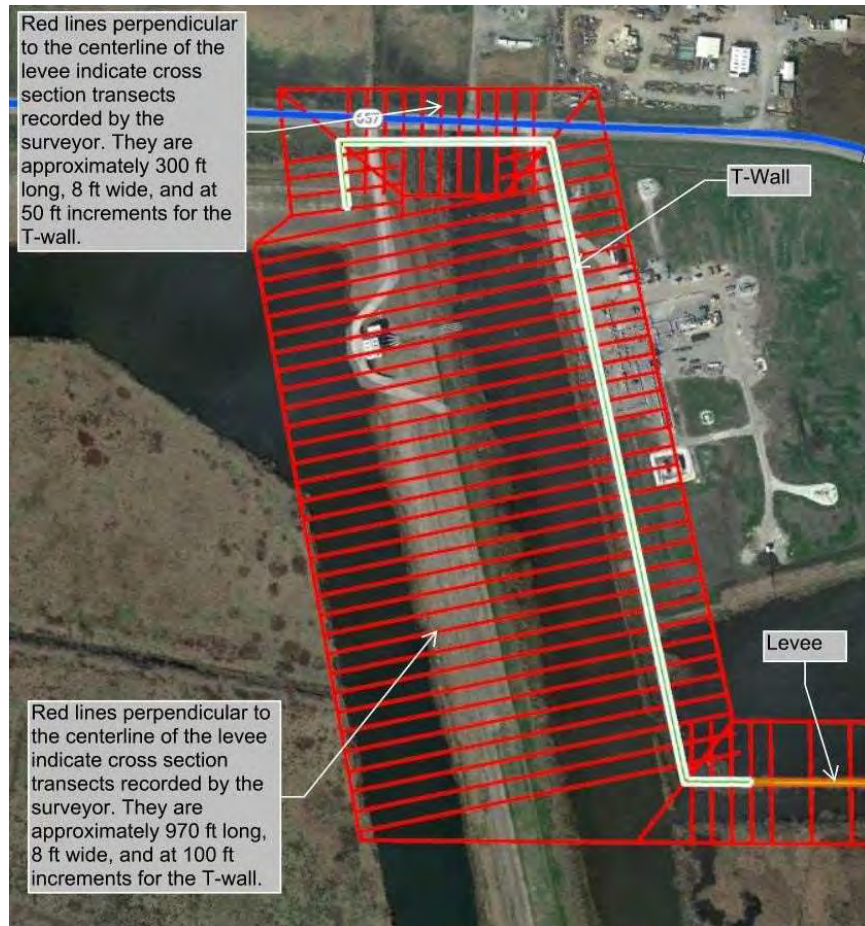 Red lines perpendicular
to the centerline of the
levee indicate cross
section transects
recorded by the
surveyor. They are
approximately 300 ft
long, 8 ft wide, and at
50 ft increments for the
T-wall.
657
T-Wall
Levee
Red lines perpendicular to
the centerline of the levee
indicate cross section
transects recorded by the
surveyor. They are
approximately 970 ft long,
8 ft wide, and at 100 ft
increments for the T-wall.